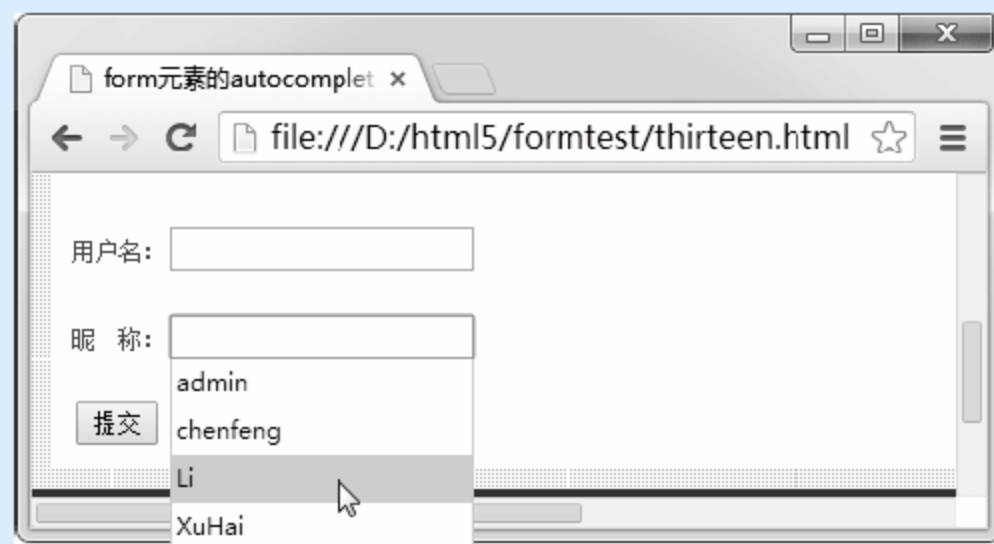 form元素的autocomplet
file:///D:/html5/formtest/thirteen.html
用户名：
昵 称：
admin
提交
chenfeng
Li
XuHai